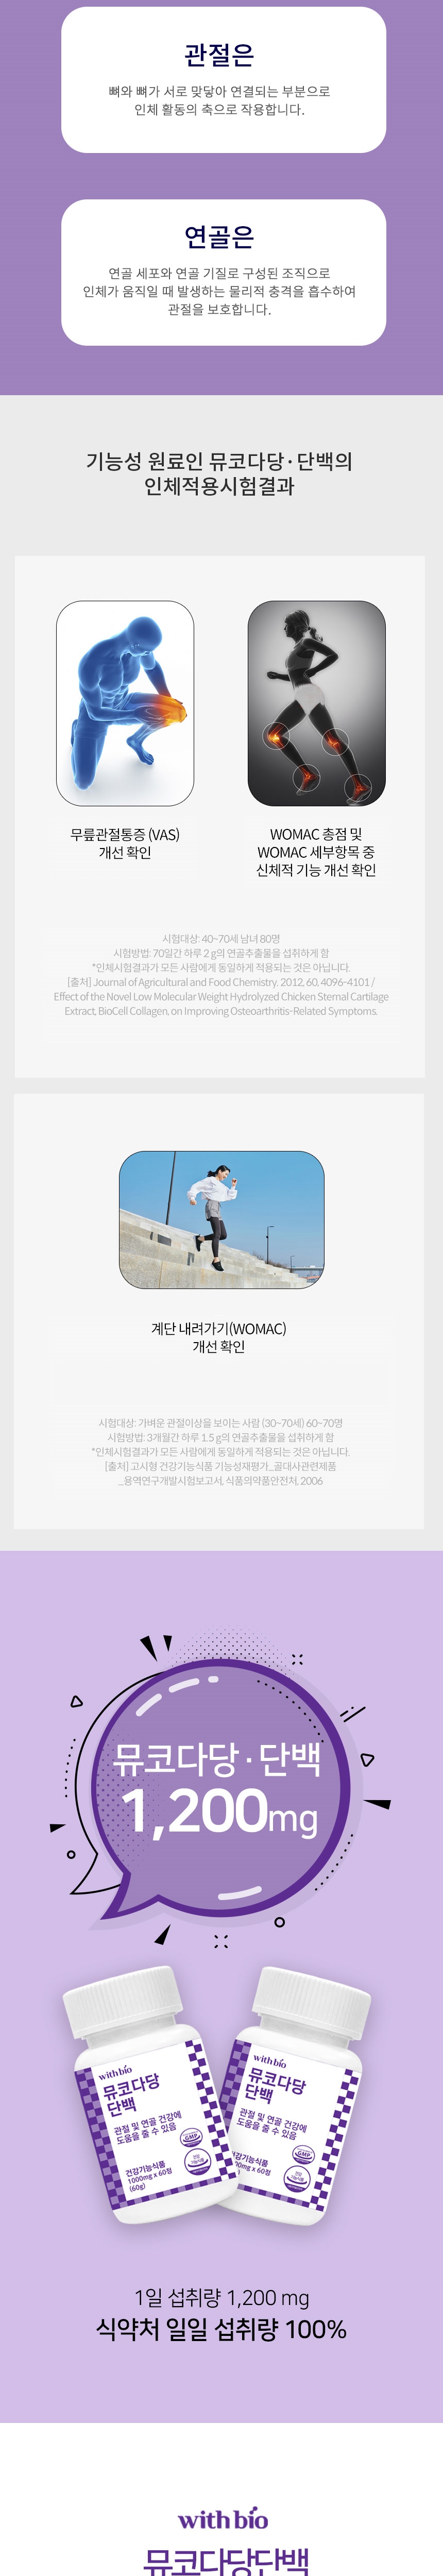 관절은
뼈와 뼈가 서로 맞닿아 연결되는 부분으로
인체 활동의 축으로 작용합니다.
연골은
연골 세포와 연골 기질로 구성된 조직으로
인체가 움직일 때 발생하는 물리적 충격을 흡수하여
관절을 보호합니다.
기능성 원료인 뮤코다당·단백의
인체적용시험결과
무릎관절통증 (VAS)
개선 확인
WOMAC 총점 및
WOMAC 세부항목 중
신체적 기능 개선 확인
시험대상: 40~70세 남녀 80명
시험방법: 70일간 하루 2 g의 연골추출물을 섭취하게 함
*인체시험결과가 모든 사람에게 동일하게 적용되는 것은 아닙니다.
[출처] Journal of Agricultural and Food Chemistry. 2012, 60, 4096-4101 /
Effect of the Novel Low Molecular Weight Hydrolyzed Chicken Sternal Cartilage
Extract, BioCell Collagen, on Improving Osteoarthritis-Related Symptoms.
계단 내려가기(WOMAC)
개선 확인
시험대상: 가벼운 관절이상을 보이는 사람 (30~70세) 60~70명
시험방법: 3개월간 하루 1.5 g의 연골추출물을 섭취하게 함
*인체시험결과가 모든 사람에게 동일하게 적용되는 것은 아닙니다.
[출처] 고시형 건강기능식품 기능성재평가_골대사관련제품
_용역연구개발시험보고서, 식품의약품안전처, 2006
뮤코다당·단백
1,200mg
with bio
뮤코다당
단백
관절 및 연골 건강에
도움을 줄 수 있음
GMP
건강기능식품
1000mg x 60정
(60g)
with bio
뮤코다당
단백
관절 및 연골 건강에
도움을 줄 수 있음
GMP
1일 섭취량 1,200 mg
식약처 일일 섭취량 100%
with bio
뮤코다당단백